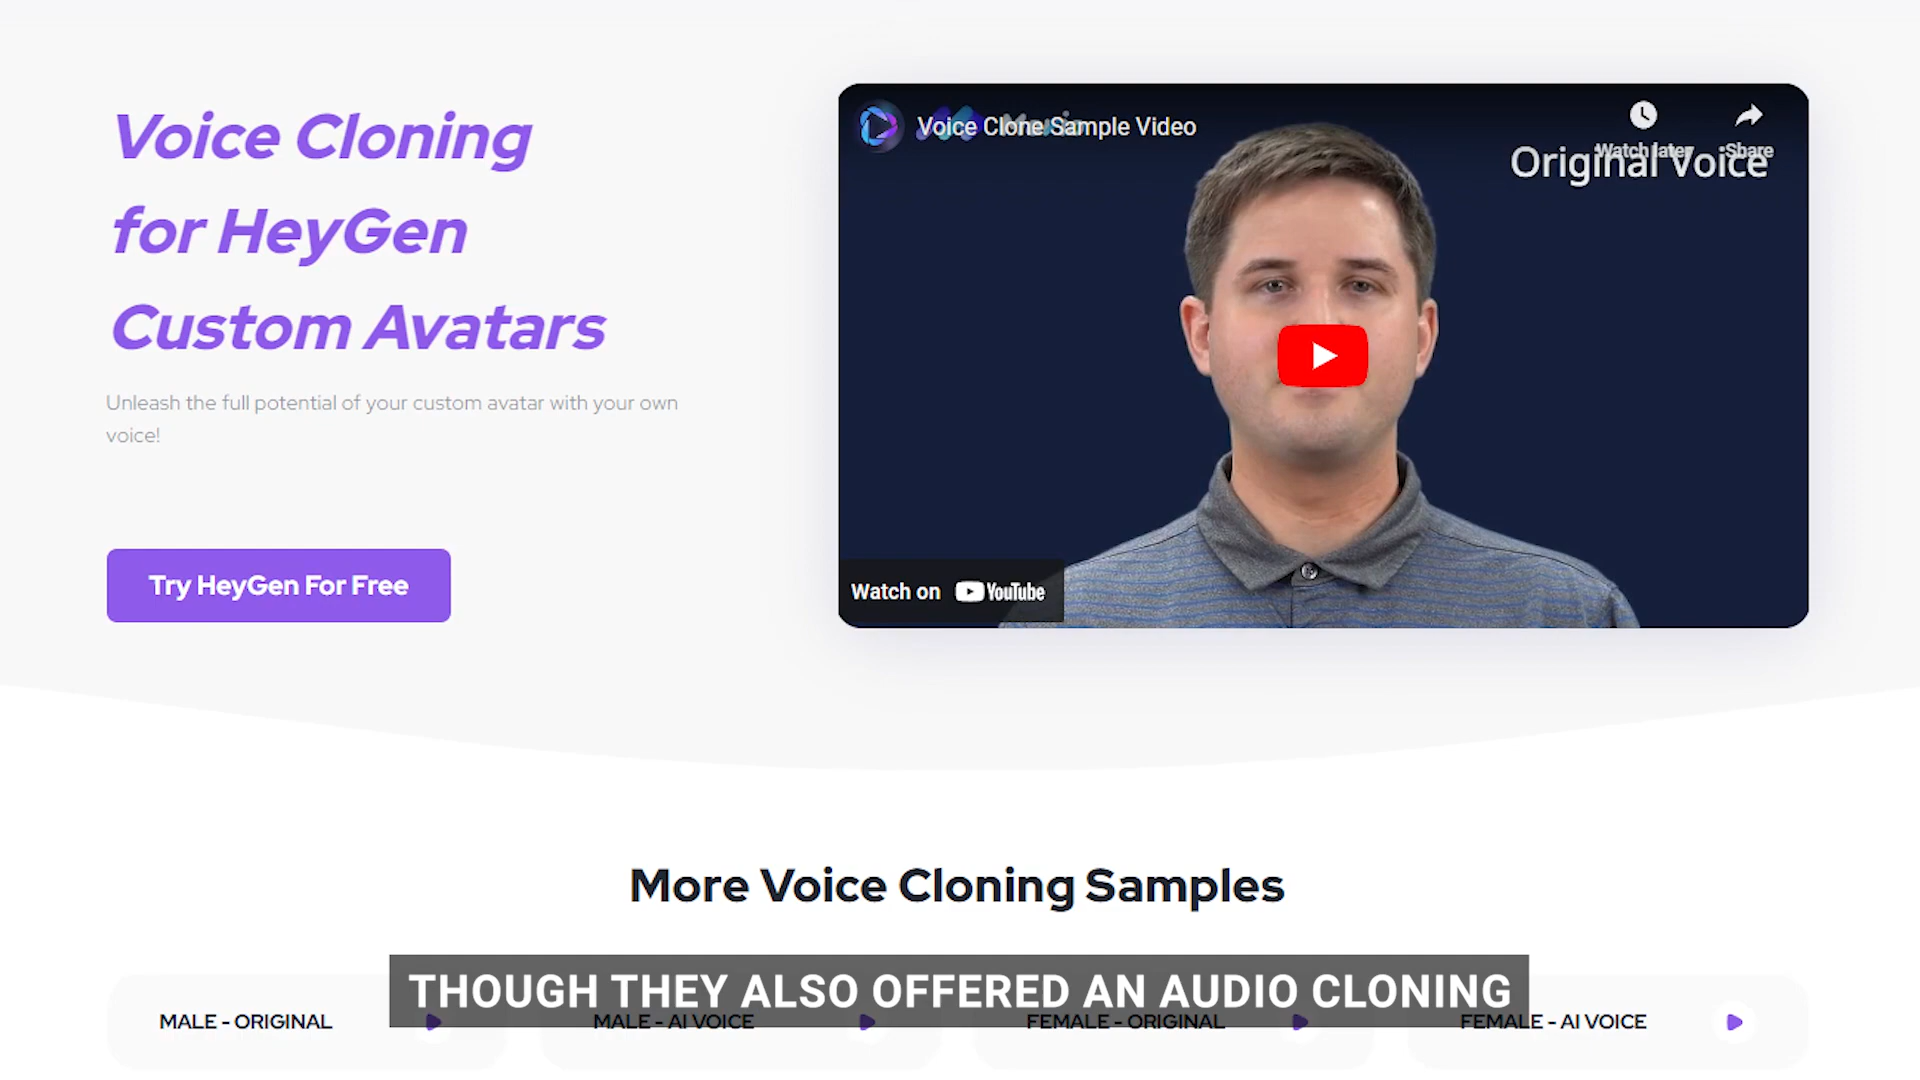 Voice Cloning
for HeyGen
Custom Avatars
Unleash the full potential of your custom avatar with your own
voice!
Try HeyGen For Free
Voice Clone Sample Video
Watch later
Share
Original Voice
Watch on YouTube
More Voice Cloning Samples
THOUGH THEY ALSO OFFERED AN AUDIO CLONING
MALE - ORIGINAL
MALE - AI VOICE
FEMALE - ORIGINAL
FEMALE - AI VOICE